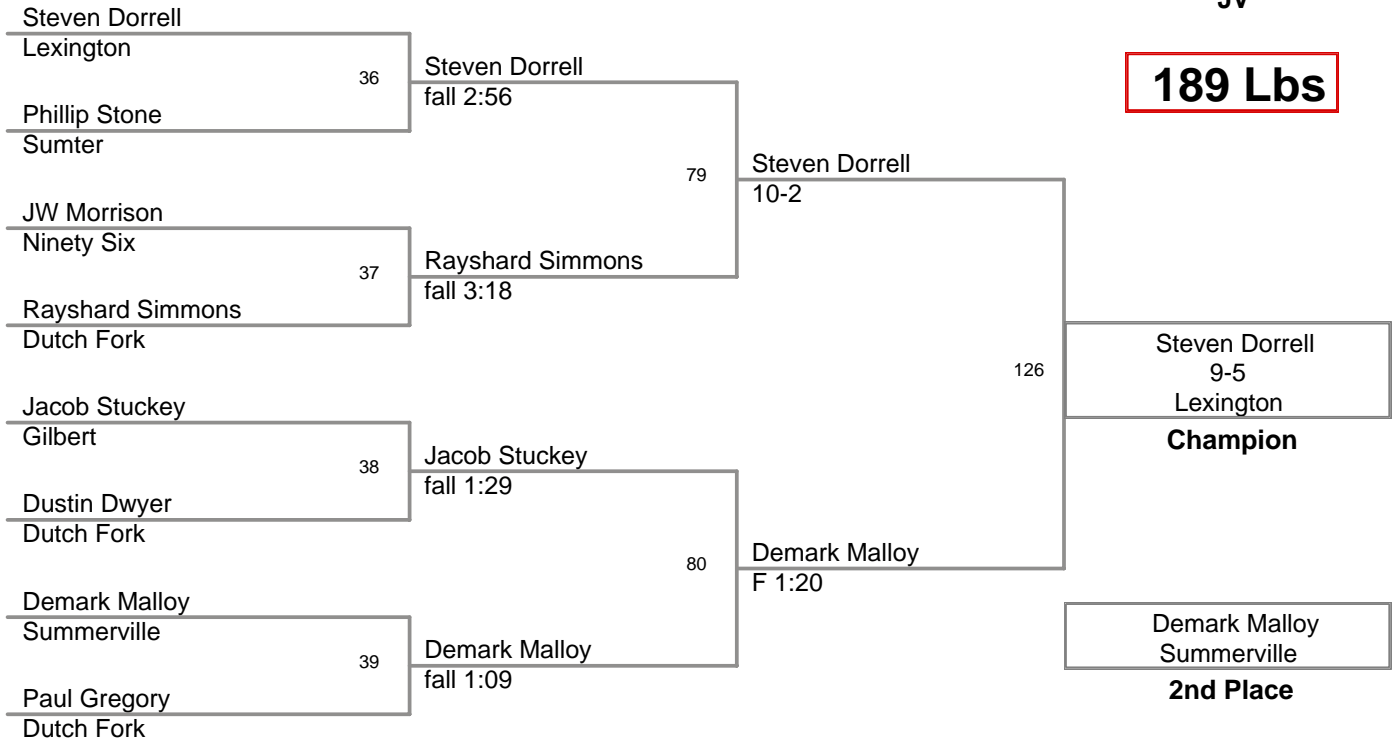 JV
189 Lbs
Steven Dorrell
Lexington
36
Phillip Stone
Sumter
JW Morrison
Ninety Six
37
Rayshard Simmons
Dutch Fork
Jacob Stuckey
Gilbert
38
Dustin Dwyer
Dutch Fork
Demark Malloy
Summerville
39
Paul Gregory
Dutch Fork
Steven Dorrell
fall 2:56
79
Rayshard Simmons
fall 3:18
Jacob Stuckey
fall 1:29
80
Demark Malloy
fall 1:09
Steven Dorrell
10-2
126
Demark Malloy
F 1:20
Steven Dorrell
9-5
Lexington
Champion
Demark Malloy
Summerville
2nd Place